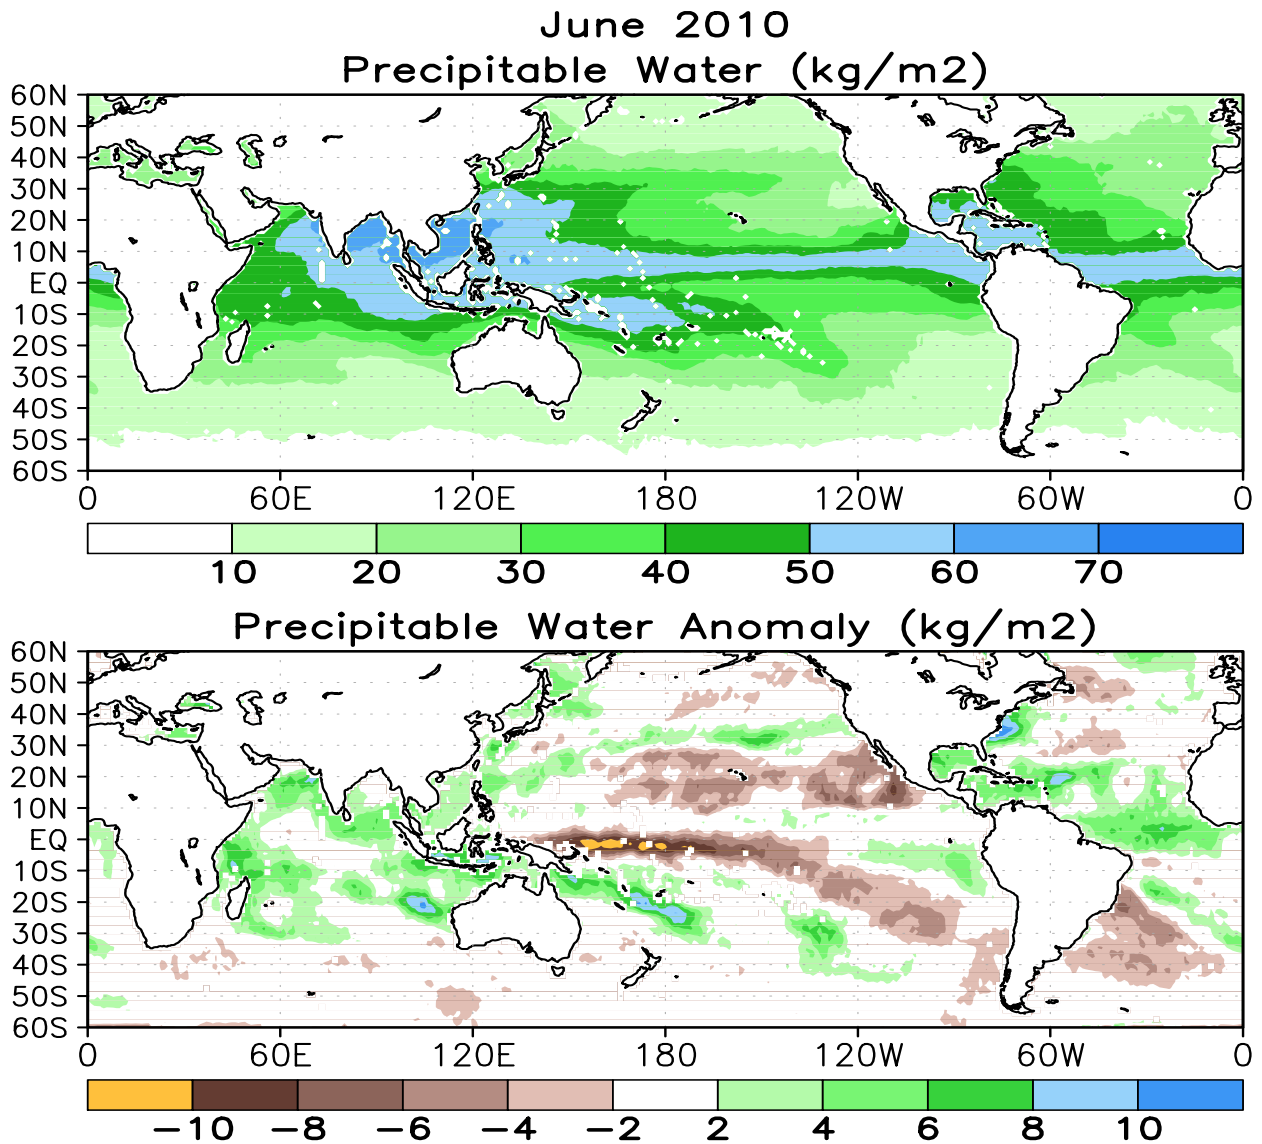 June 2010
Precipitable Water (kg/m2)
60N
50N
40N
30N
20N
10N
EQ
10S
20S
30S
40S
50S
60S
0 60E 120E 180 120W 60W 0
10 20 30 40 50 60 70
Precipitable Water Anomaly (kg/m2)
60N
50N
40N
30N
20N
10N
EQ
10S
20S
30S
40S
50S
60S
0 60E 120E 180 120W 60W 0
−10 −8 −6 −4 −2 2 4 6 8 10